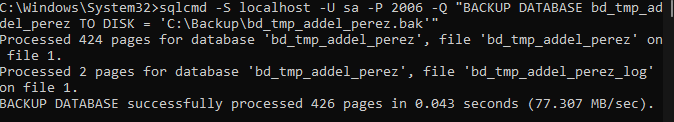 C:\Windows\System32>sqlcmd -S localhost -U sa -P 2006 -Q "BACKUP DATABASE bd_tmp_ad
del_perez TO DISK = 'C:\Backup\bd_tmp_addel_perez.bak'"
Processed 424 pages for database 'bd_tmp_addel_perez', file 'bd_tmp_addel_perez' on
 file 1.
Processed 2 pages for database 'bd_tmp_addel_perez', file 'bd_tmp_addel_perez_log'
on file 1.
BACKUP DATABASE successfully processed 426 pages in 0.043 seconds (77.307 MB/sec).